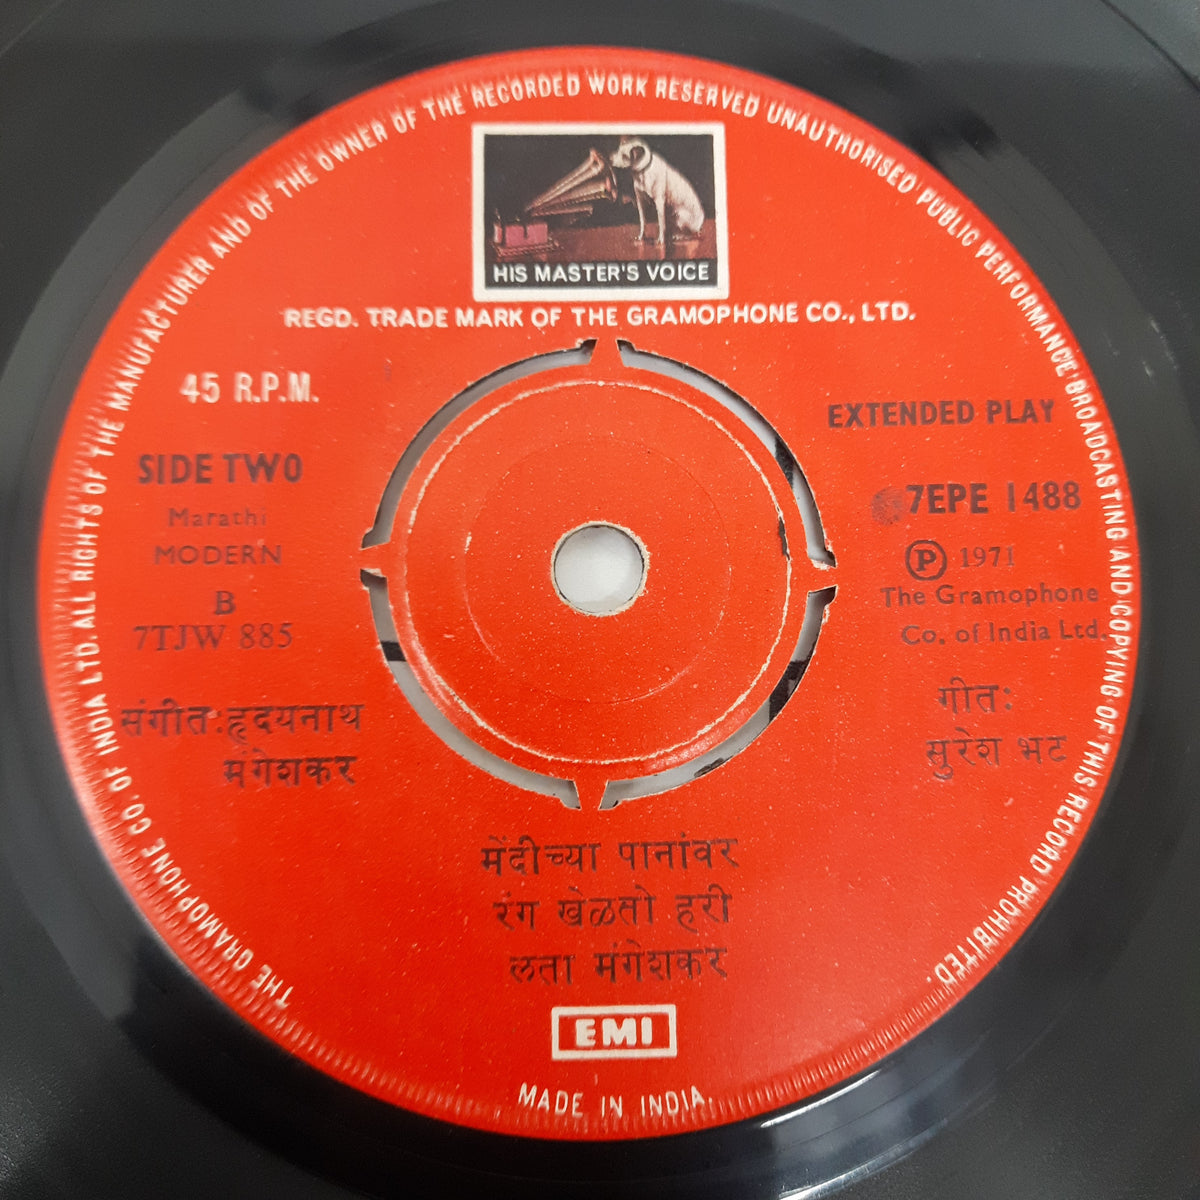 THE GRAMOPHONE CO. OF INDIA LTD. ALL RIGHTS OF THE MANUFACTURER AND OF THE OWNER OF THE RECORDED WORK RESERVED UNAUTHORISED PUBLIC PERFORMANCE BROADCASTING AND COPYING OF THIS RECORD PROHIBITED.
HIS MASTER'S VOICE
REGD. TRADE MARK OF THE GRAMOPHONE CO., LTD.
45 R.P.M.
SIDE TWO
Marathi
MODERN
B
7TJW 885
संगीत:हृदयनाथ
मंगेशकर
EXTENDED PLAY
7EPE 1488
Ⓟ 1971
The Gramophone
Co. of India Ltd.
गीत:
सुरेश भट
मेंदीच्या पानांवर
रंग खेळतो हरी
लता मंगेशकर
EMI
MADE IN INDIA.